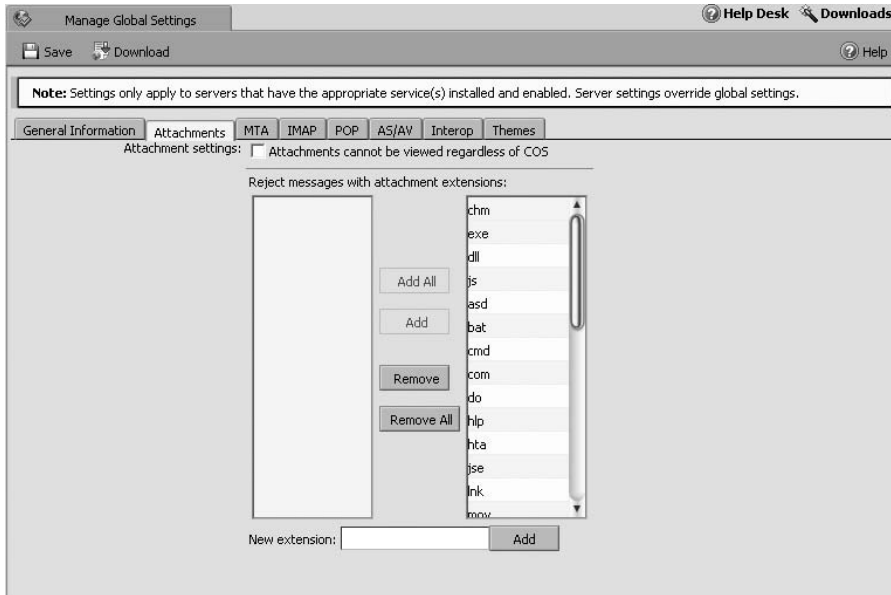 Manage Global Settings
Help Desk Downloads
Save Download
Help
Note: Settings only apply to servers that have the appropriate service(s) installed and enabled. Server settings override global settings.
General Information Attachments MTA IMAP POP AS/AV Interop Themes
Attachment settings: Attachments cannot be viewed regardless of COS
Reject messages with attachment extensions:
chm
exe
dll
Add All
js
asd
Add
bat
cmd
Remove
com
do
Remove All
hlp
hta
jse
lnk
mov
New extension: Add